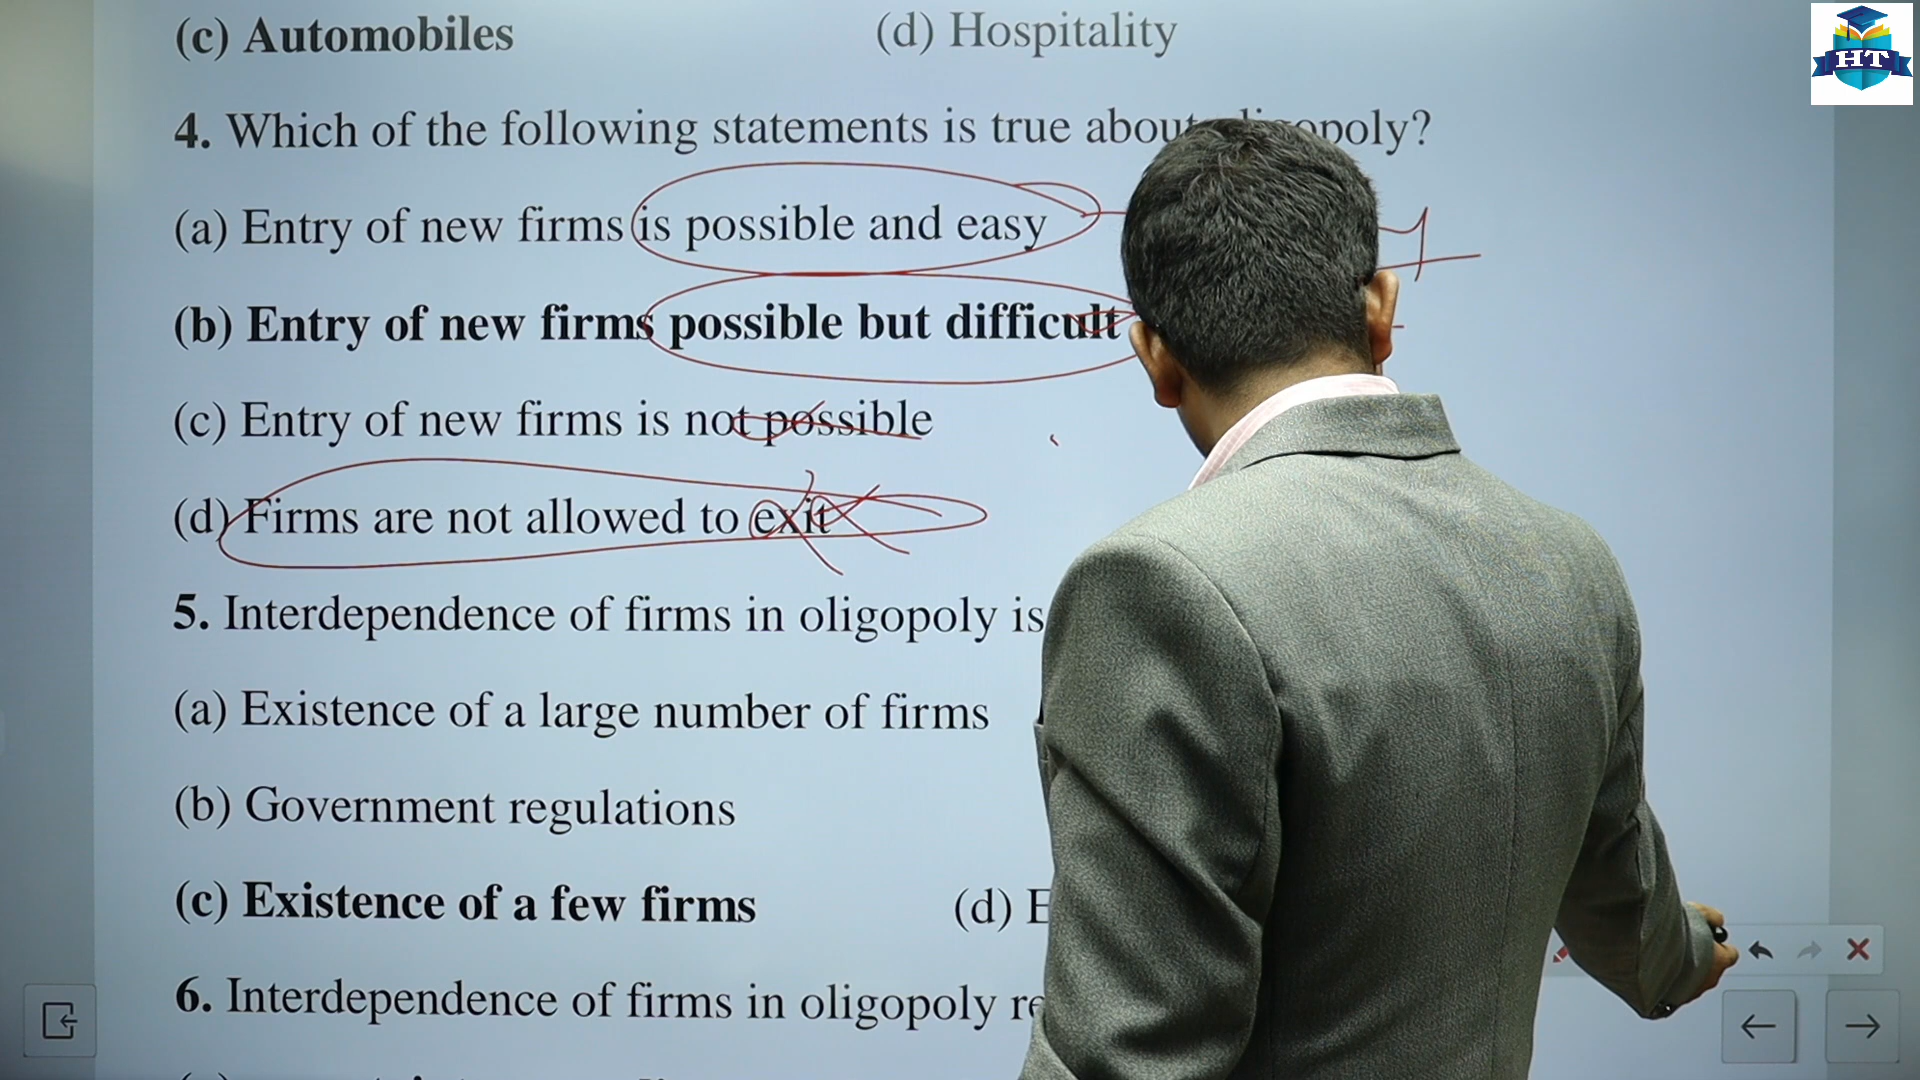 (c) Automobiles (d) Hospitality
HT
4. Which of the following statements is true about oligopoly?
(a) Entry of new firms is possible and easy
(b) Entry of new firms possible but difficult
(c) Entry of new firms is not possible
(d) Firms are not allowed to exit
5. Interdependence of firms in oligopoly is
(a) Existence of a large number of firms
(b) Government regulations
(c) Existence of a few firms (d) E
6. Interdependence of firms in oligopoly re